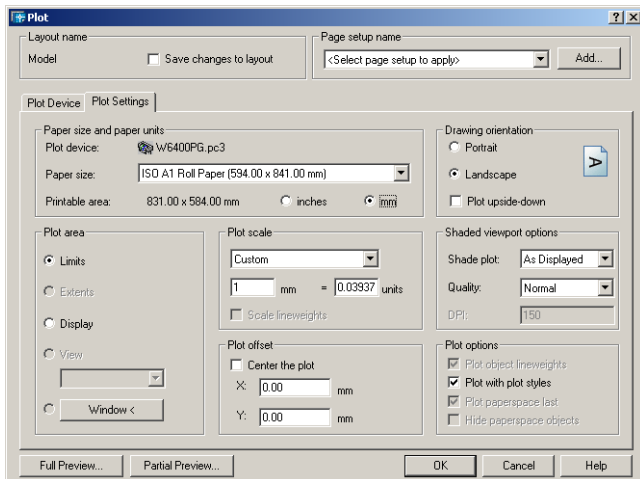 Plot
Layout name
Model
Save changes to layout
Page setup name
<Select page setup to apply>
Add...
Plot Device
Plot Settings
Paper size and paper units
Plot device: W6400PG.pc3
Paper size: ISO A1 Roll Paper (594.00 x 841.00 mm)
Printable area: 831.00 x 584.00 mm inches mm
Drawing orientation
Portrait
Landscape
Plot upside-down
A
Plot area
Limits
Extents
Display
View
Window <
Plot scale
Custom
1 mm = 0.03937 units
Scale lineweights
Plot offset
Center the plot
X: 0.00 mm
Y: 0.00 mm
Shaded viewport options
Shade plot: As Displayed
Quality: Normal
DPI: 150
Plot options
Plot object lineweights
Plot with plot styles
Plot paperspace last
Hide paperspace objects
Full Preview...
Partial Preview...
OK
Cancel
Help